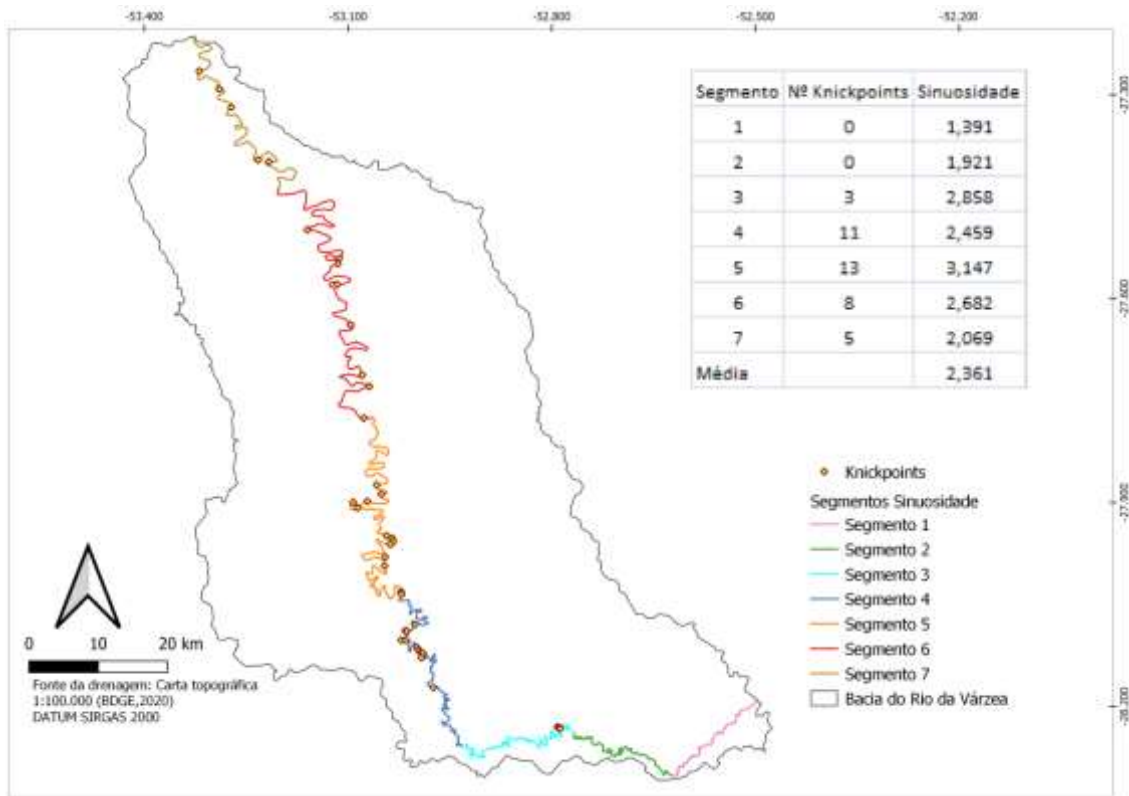 -53.400 -53.100 -52.800 -52.500 -52.200
Segmento Nº Knickpoints Sinuosidade
1 0 1,391
2 0 1,921
3 3 2,858
4 11 2,459
5 13 3,147
6 8 2,682
7 5 2,069
Média 2,361
-27.300
-27.600
-27.900
-28.200
Knickpoints
Segmentos Sinuosidade
Segmento 1
Segmento 2
Segmento 3
Segmento 4
Segmento 5
Segmento 6
Segmento 7
Bacia do Rio da Várzea
0 10 20 km
Fonte da drenagem: Carta topográfica
1:100.000 (BDGE,2020)
DATUM SIRGAS 2000